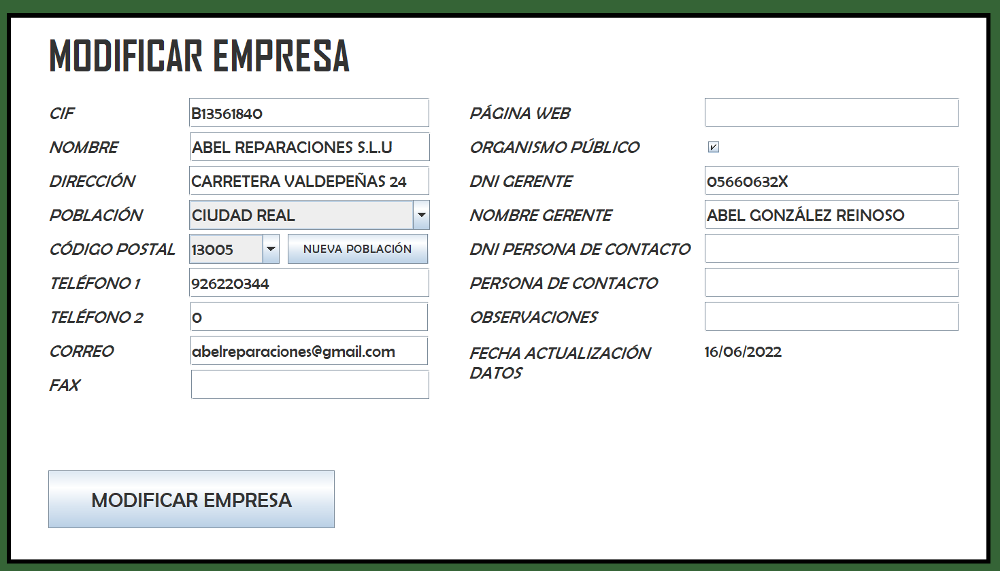 MODIFICAR EMPRESA
CIF B13561840
NOMBRE ABEL REPARACIONES S.L.U
DIRECCIÓN CARRETERA VALDEPEÑAS 24
POBLACIÓN CIUDAD REAL
CÓDIGO POSTAL 13005 NUEVA POBLACIÓN
TELÉFONO 1 926220344
TELÉFONO 2 0
CORREO abelreparaciones@gmail.com
FAX
PÁGINA WEB
ORGANISMO PÚBLICO
DNI GERENTE 05660632X
NOMBRE GERENTE ABEL GONZÁLEZ REINOSO
DNI PERSONA DE CONTACTO
PERSONA DE CONTACTO
OBSERVACIONES
FECHA ACTUALIZACIÓN 16/06/2022
DATOS
MODIFICAR EMPRESA